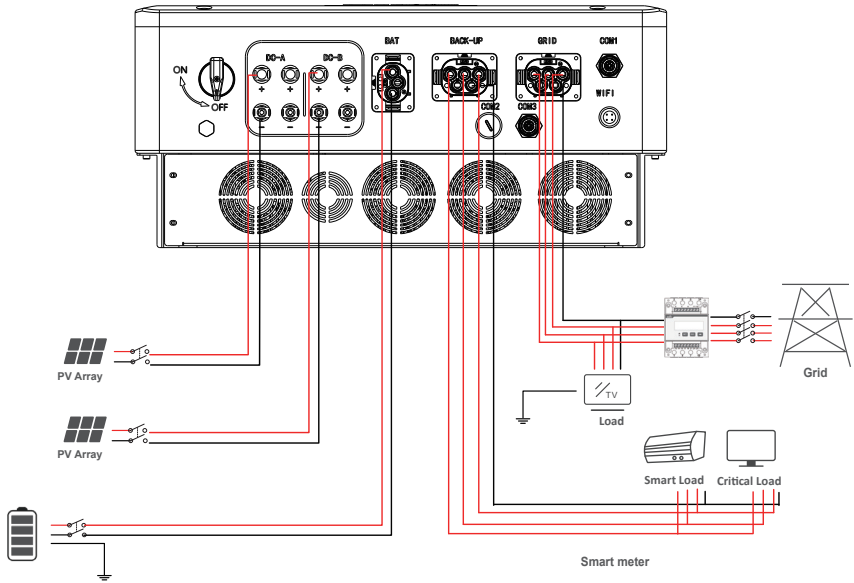 BAT
BACK-UP
GRID
COM1
DC-A
DC-B
ON
OFF
+
+
+
+
−
−
−
−
COM2
COM3
WIFI
PV Array
PV Array
TV
Load
Grid
Smart Load
Critical Load
Smart meter